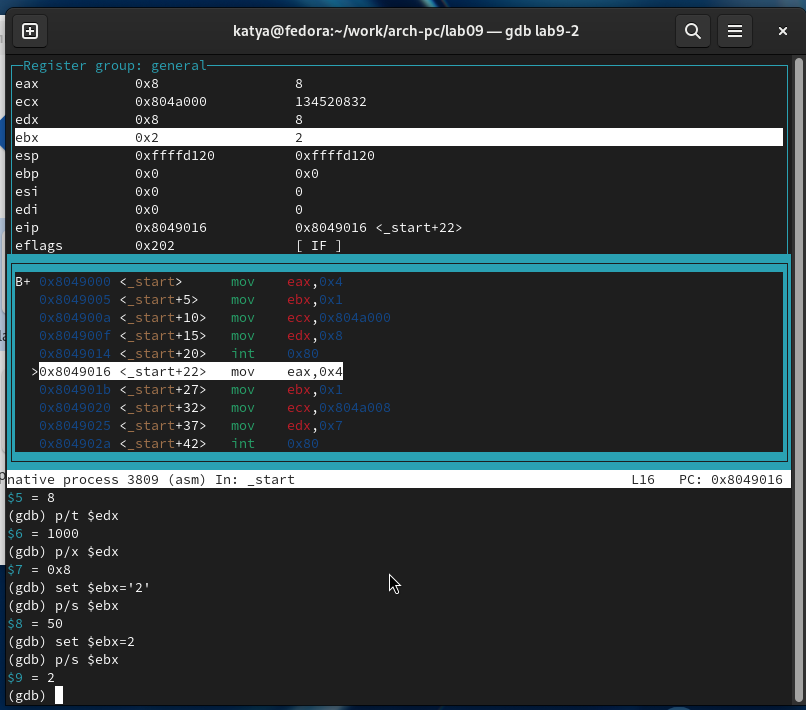 katya@fedora:~/work/arch-pc/lab09 — gdb lab9-2
Register group: general
eax 0x8 8
ecx 0x804a000 134520832
edx 0x8 8
ebx 0x2 2
esp 0xffffd120 0xffffd120
ebp 0x0 0x0
esi 0x0 0
edi 0x0 0
eip 0x8049016 0x8049016 <_start+22>
eflags 0x202 [ IF ]
B+ 0x8049000 <_start> mov eax,0x4
0x8049005 <_start+5> mov ebx,0x1
0x804900a <_start+10> mov ecx,0x804a000
0x804900f <_start+15> mov edx,0x8
0x8049014 <_start+20> int 0x80
>0x8049016 <_start+22> mov eax,0x4
0x804901b <_start+27> mov ebx,0x1
0x8049020 <_start+32> mov ecx,0x804a008
0x8049025 <_start+37> mov edx,0x7
0x804902a <_start+42> int 0x80
native process 3809 (asm) In: _start L16 PC: 0x8049016
$5 = 8
(gdb) p/t $edx
$6 = 1000
(gdb) p/x $edx
$7 = 0x8
(gdb) set $ebx='2'
(gdb) p/s $ebx
$8 = 50
(gdb) set $ebx=2
(gdb) p/s $ebx
$9 = 2
(gdb)